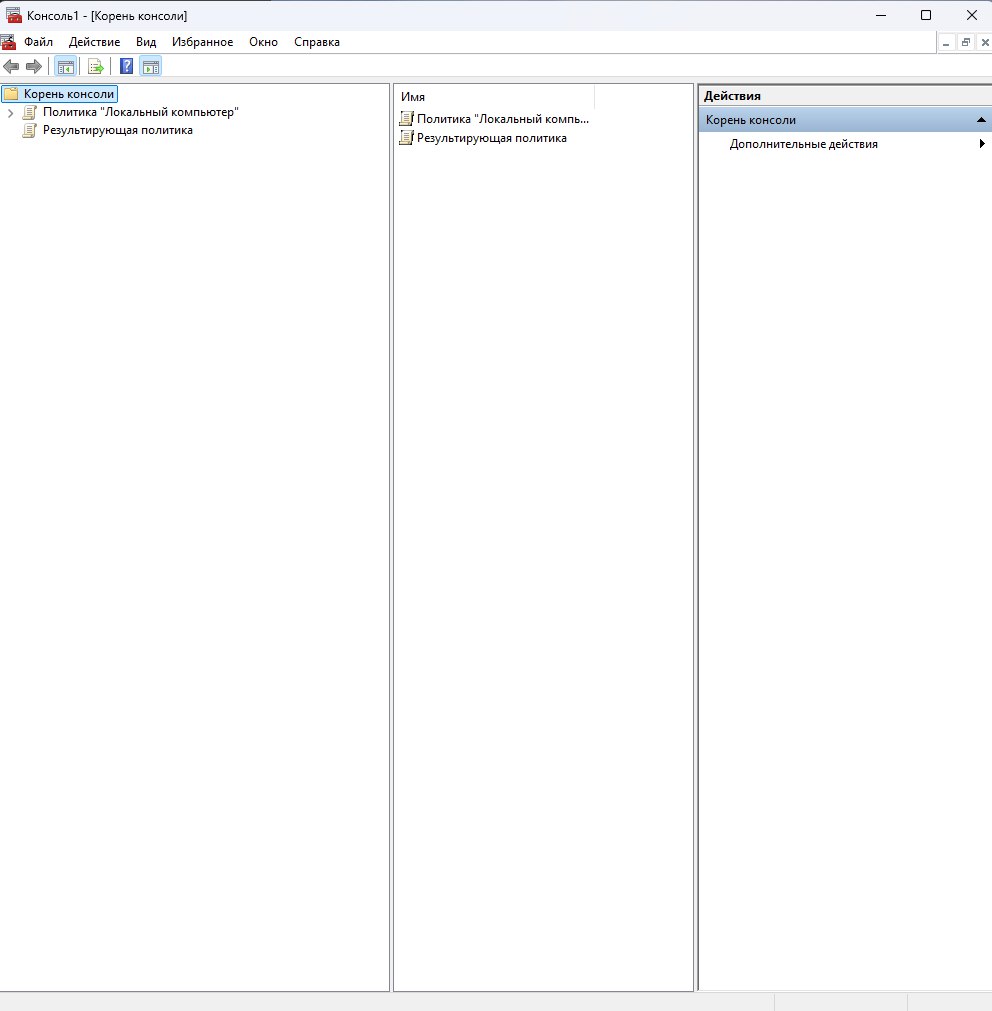 Консоль1 - [Корень консоли]
Файл Действие Вид Избранное Окно Справка
Корень консоли
Политика "Локальный компьютер"
Результирующая политика
Имя
Политика "Локальный компь...
Результирующая политика
Действия
Корень консоли
Дополнительные действия